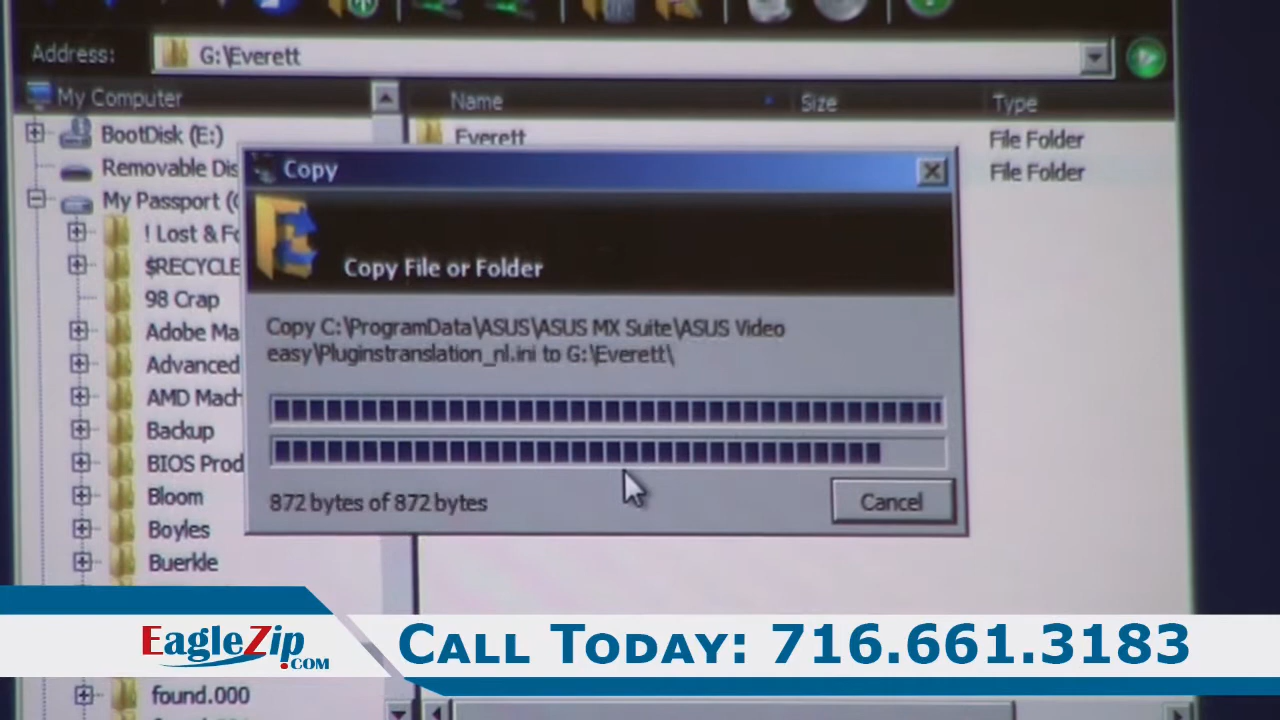 Address: G:\Everett
My Computer
Name Size Type
BootDisk (E:)
Everett File Folder
Removable Dis
File Folder
My Passport (
! Lost & Fo
$RECYCLE
98 Crap
Adobe Ma
Advanced
AMD Mach
Backup
BIOS Prod
Bloom
Boyles
Buerkle
found.000
Copy
Copy File or Folder
Copy C:\ProgramData\ASUS\ASUS MX Suite\ASUS Video
easy\Pluginstranslation_nl.ini to G:\Everett\
872 bytes of 872 bytes
Cancel
EagleZip.com
Call Today: 716.661.3183